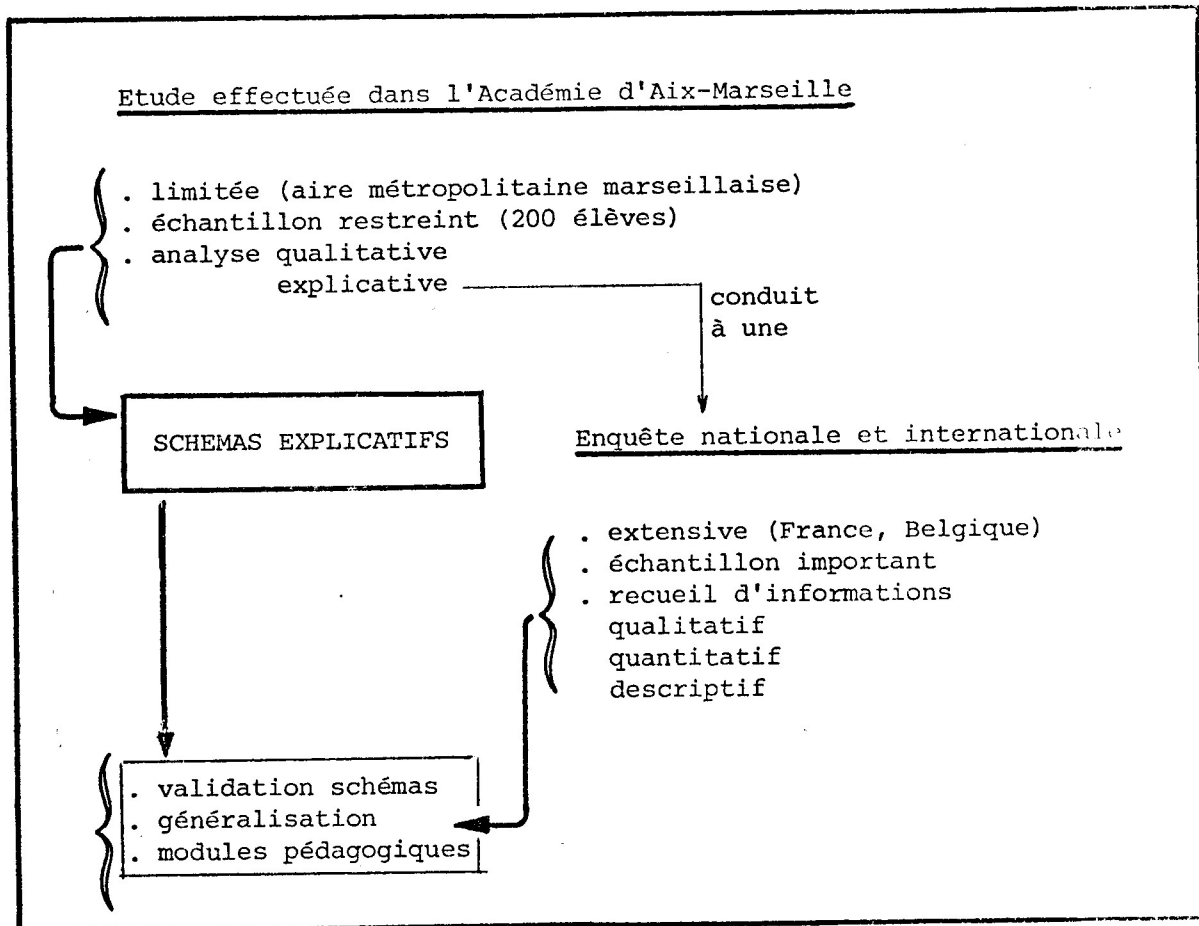 Etude effectuée dans l'Académie d'Aix-Marseille
. limitée (aire métropolitaine marseillaise)
. échantillon restreint (200 élèves)
. analyse qualitative
explicative
conduit
à une
SCHEMAS EXPLICATIFS
Enquête nationale et internationale
. extensive (France, Belgique)
. échantillon important
. recueil d'informations
qualitatif
quantitatif
descriptif
. validation schémas
. généralisation
. modules pédagogiques